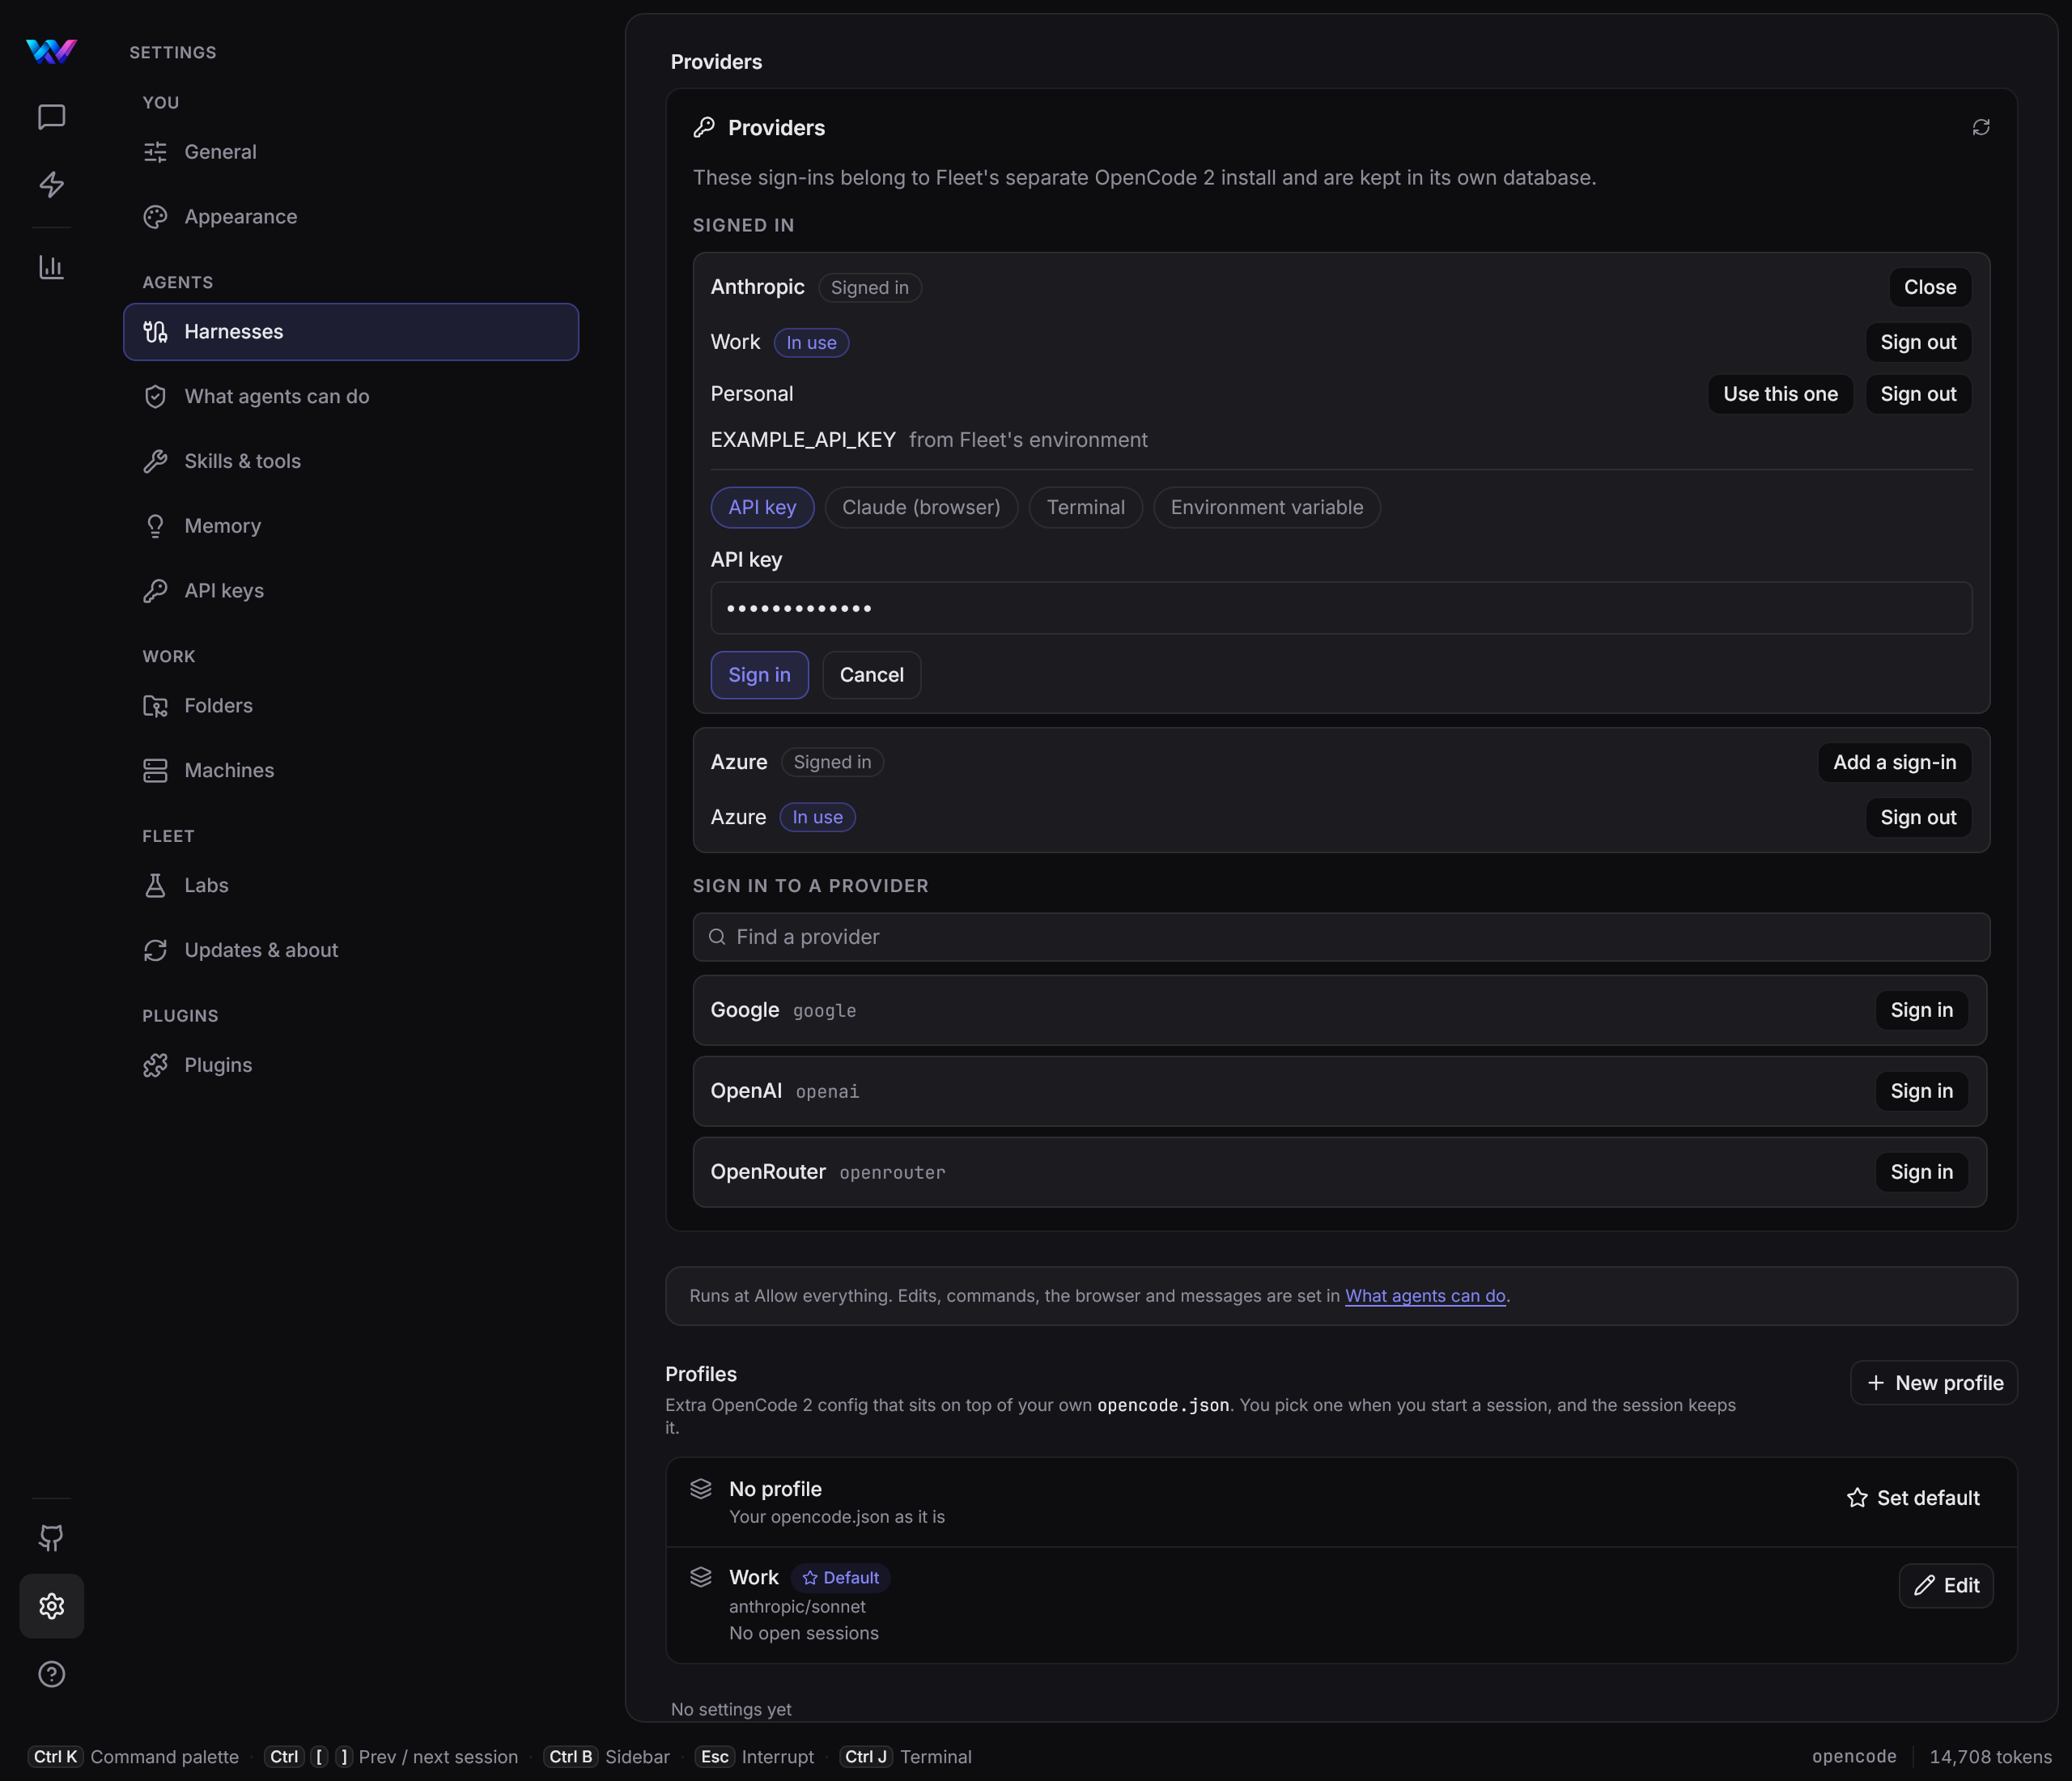 SETTINGS
YOU
General
Appearance
AGENTS
Harnesses
What agents can do
Skills & tools
Memory
API keys
WORK
Folders
Machines
FLEET
Labs
Updates & about
PLUGINS
Plugins
Providers
Providers
These sign-ins belong to Fleet's separate OpenCode 2 install and are kept in its own database.
SIGNED IN
Anthropic Signed in Close
Work In use Sign out
Personal Use this one Sign out
EXAMPLE_API_KEY from Fleet's environment
API key Claude (browser) Terminal Environment variable
API key
•••••••••••••
Sign in Cancel
Azure Signed in Add a sign-in
Azure In use Sign out
SIGN IN TO A PROVIDER
Find a provider
Google google Sign in
OpenAI openai Sign in
OpenRouter openrouter Sign in
Runs at Allow everything. Edits, commands, the browser and messages are set in What agents can do.
Profiles
New profile
Extra OpenCode 2 config that sits on top of your own opencode.json. You pick one when you start a session, and the session keeps
it.
No profile
Your opencode.json as it is
Set default
Work Default
anthropic/sonnet
No open sessions
Edit
No settings yet
Ctrl K Command palette · Ctrl [ ] Prev / next session · Ctrl B Sidebar · Esc Interrupt · Ctrl J Terminal
opencode 14,708 tokens